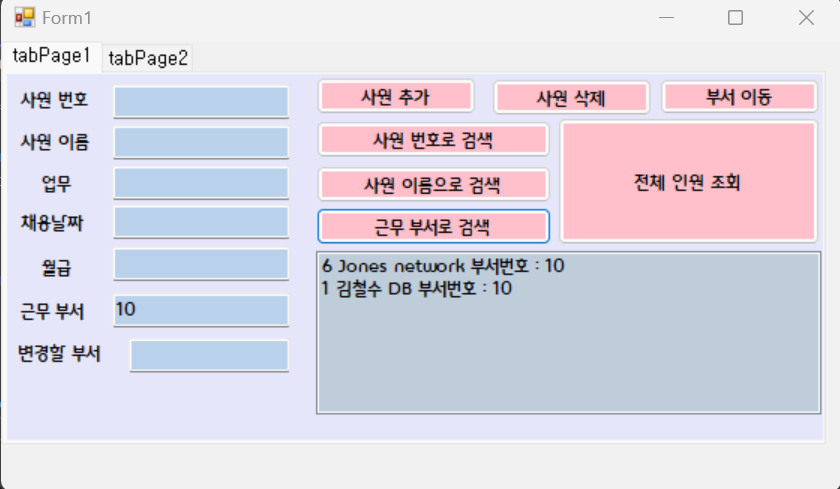 Form1
tabPage1 tabPage2
사원 번호
사원 이름
업무
채용날짜
월급
근무 부서 10
변경할 부서
사원 추가 사원 삭제 부서 이동
사원 번호로 검색
사원 이름으로 검색
근무 부서로 검색
전체 인원 조회
6 Jones network 부서번호 : 10
1 김철수 DB 부서번호 : 10